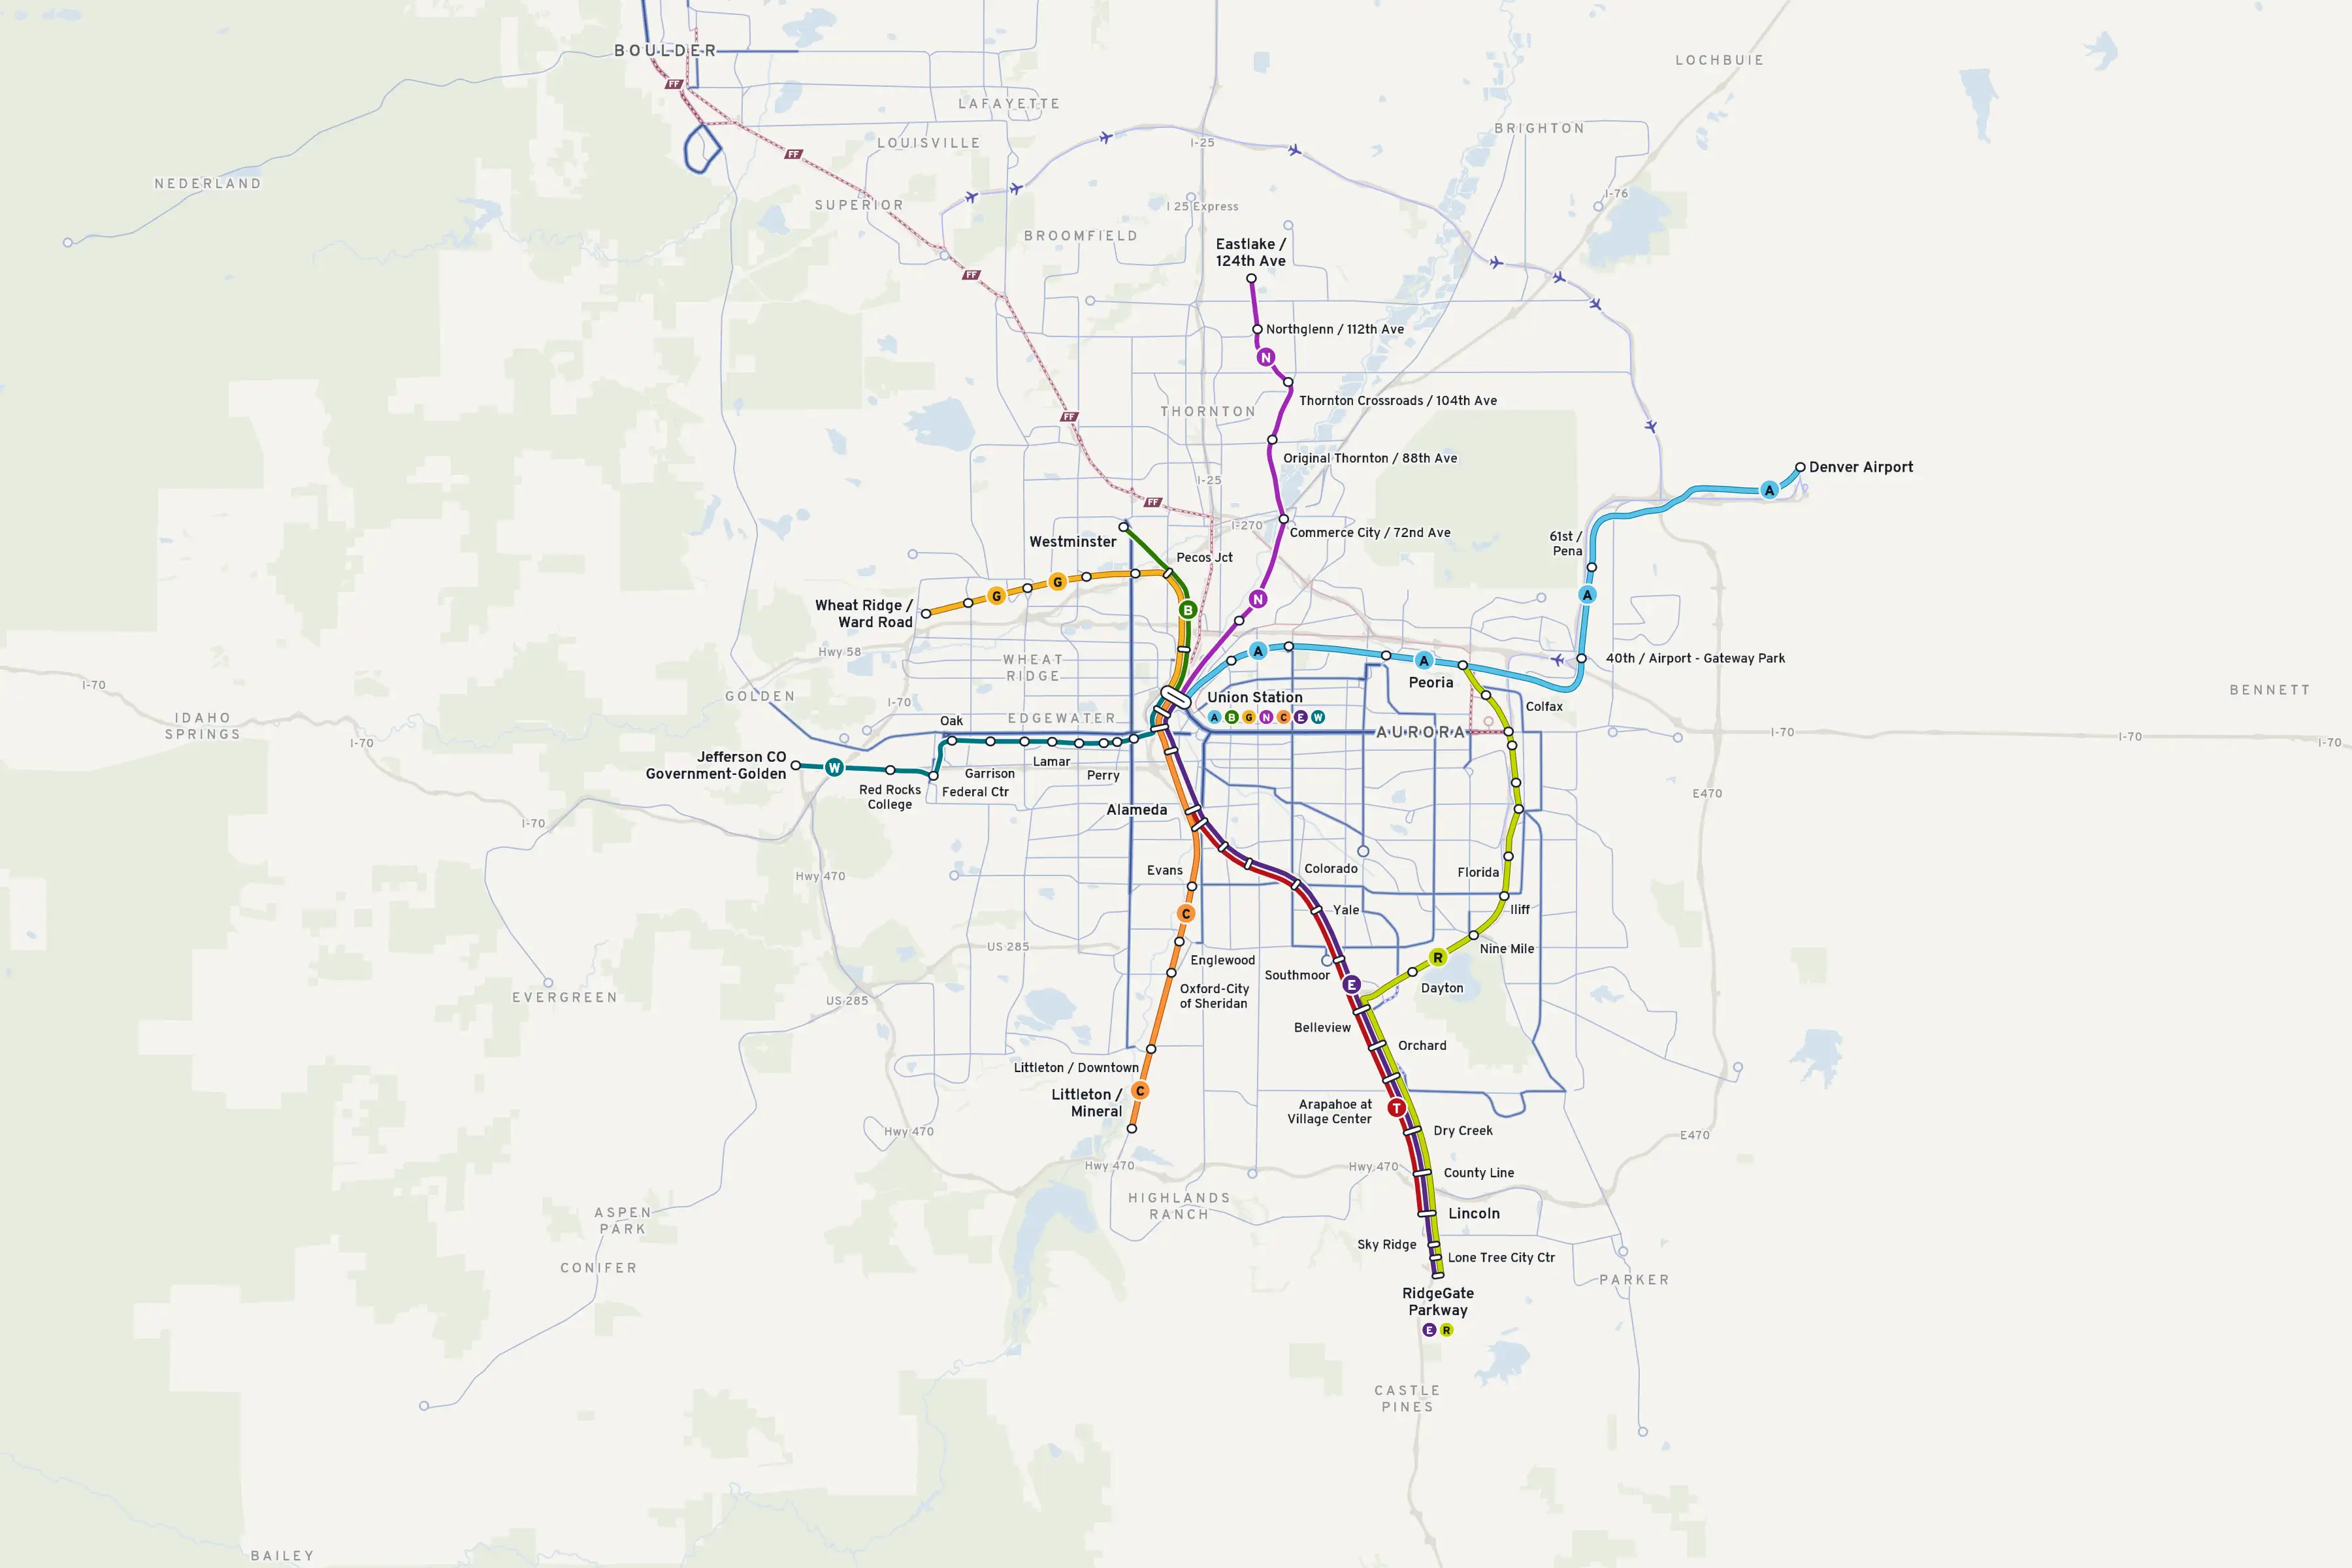 BOULDER
FF
LOCHBUIE
LAFAYETTE
BRIGHTON
FF
LOUISVILLE
I-25
NEDERLAND
I-76
SUPERIOR
I 25 Express
BROOMFIELD
Eastlake /
124th Ave
FF
Northglenn / 112th Ave
N
Thornton Crossroads / 104th Ave
THORNTON
FF
Original Thornton / 88th Ave
Denver Airport
I-25
A
FF
I-270
Commerce City / 72nd Ave
Westminster
61st /
Pena
Pecos Jct
G
G
A
N
Wheat Ridge /
Ward Road
B
Hwy 58
WHEAT
RIDGE
A
A
40th / Airport - Gateway Park
Peoria
I-70
BENNETT
GOLDEN
Union Station
I-70
Colfax
IDAHO
SPRINGS
Oak
EDGEWATER
A B G N C E W
AURORA
I-70
I-70
I-70
I-70
Jefferson CO
Government-Golden
W
Garrison
Lamar
Perry
Red Rocks
College
Federal Ctr
E470
Alameda
I-70
Evans
Colorado
Florida
Hwy 470
C
Yale
Iliff
US 285
Nine Mile
Englewood
R
Southmoor
E
Dayton
EVERGREEN
US 285
Oxford-City
of Sheridan
Belleview
Orchard
Littleton / Downtown
C
Littleton /
Mineral
Arapahoe at
Village Center
T
Hwy 470
Dry Creek
E470
Hwy 470
Hwy 470
County Line
HIGHLANDS
RANCH
ASPEN
PARK
Lincoln
Sky Ridge
Lone Tree City Ctr
CONIFER
PARKER
RidgeGate
Parkway
E R
CASTLE
PINES
BAILEY